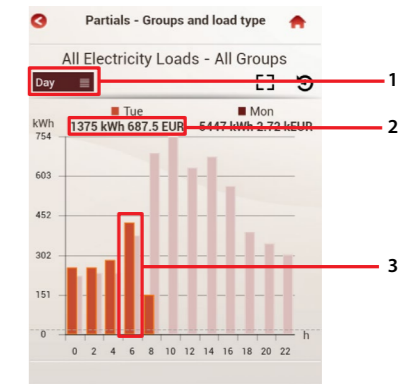 Partials - Groups and load type
All Electricity Loads - All Groups
Day
1
Tue
Mon
kWh
1375 kWh 687.5 EUR
5447 kWh 2.72 kEUR
2
754
603
452
302
3
151
0
h
0 2 4 6 8 10 12 14 16 18 20 22